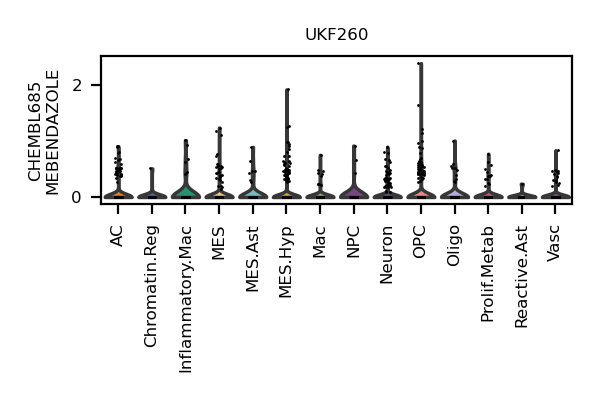 UKF260
CHEMBL685
MEBENDAZOLE
2
0
AC
Chromatin.Reg
Inflammatory.Mac
MES
MES.Ast
MES.Hyp
Mac
NPC
Neuron
OPC
Oligo
Prolif.Metab
Reactive.Ast
Vasc